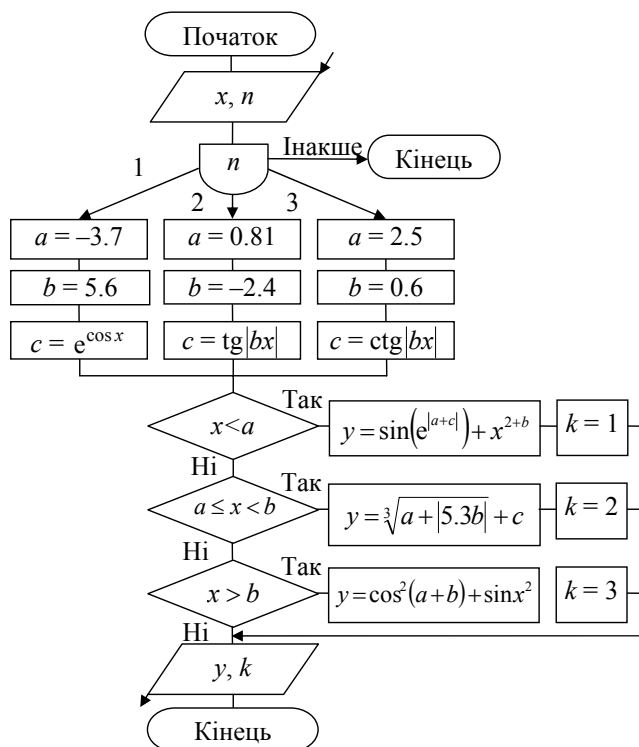 Початок
x, n
Інакше
1
n
Кінець
2
3
a = –3.7
a = 0.81
a = 2.5
b = 5.6
b = –2.4
b = 0.6
c = e^{cos x}
c = tg|bx|
c = ctg|bx|
Так
x<a
y = sin(e^{|a+c|}) + x^{2+b}
k = 1
Ні
Так
a ≤ x < b
y = ∛(a + |5.3b|) + c
k = 2
Ні
Так
x > b
y = cos²(a+b) + sinx²
k = 3
Ні
y, k
Кінець